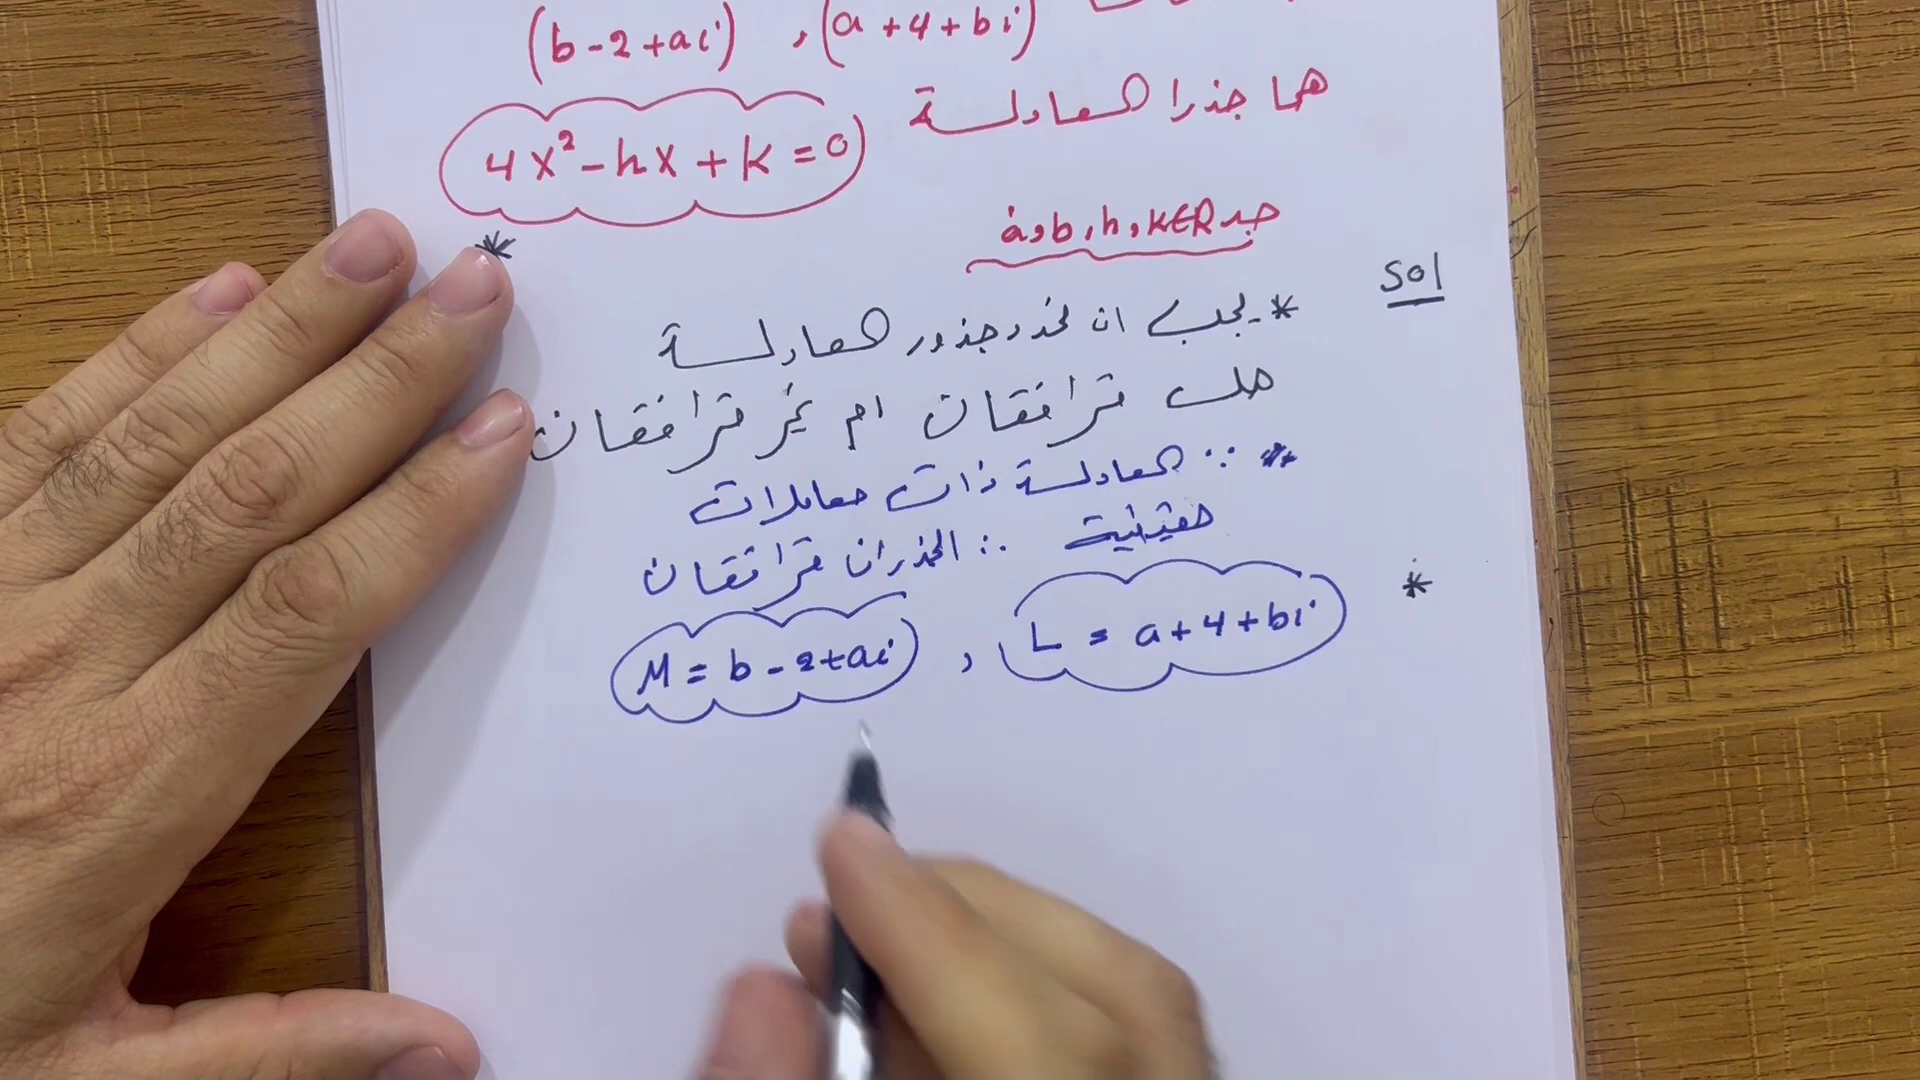 (b-2+ai) , (a+4+bi)
هما جذرا المعادلة
4x²-hx+k=0
جد a, b, h, k∈R
Sol
* يجب ان نحدد جذور المعادلة
هل مترافقان ام غير مترافقان
* ∵ المعادلة ذات معاملات
حقيقية ∴ الجذران مترافقان
* L = a+4+bi , M = b-2+ai